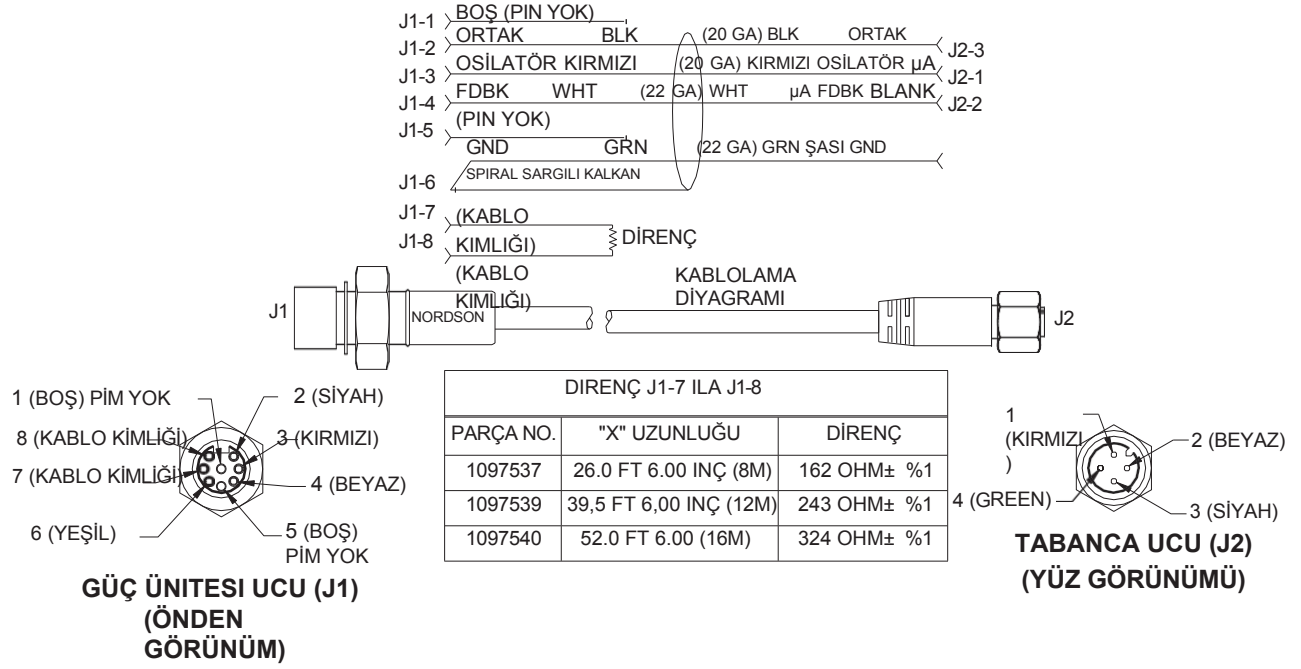 J1-1 BOŞ (PIN YOK)
J1-2 ORTAK BLK (20 GA) BLK ORTAK J2-3
J1-3 OSİLATÖR KIRMIZI (20 GA) KIRMIZI OSİLATÖR µA J2-1
J1-4 FDBK WHT (22 GA) WHT µA FDBK BLANK J2-2
J1-5 (PIN YOK)
GND GRN (22 GA) GRN ŞASI GND
J1-6 SPIRAL SARGILI KALKAN
J1-7 (KABLO
J1-8 KIMLIĞI) DİRENÇ
(KABLO
KIMLIĞI)
KABLOLAMA
DİYAGRAMI
J1 NORDSON J2
1 (BOŞ) PİM YOK
2 (SİYAH)
8 (KABLO KİMLİĞİ)
3 (KIRMIZI)
7 (KABLO KİMLİĞİ)
4 (BEYAZ)
6 (YEŞİL)
5 (BOŞ)
PİM YOK
GÜÇ ÜNITESI UCU (J1)
(ÖNDEN
GÖRÜNÜM)
DIRENÇ J1-7 ILA J1-8
PARÇA NO. "X" UZUNLUĞU DİRENÇ
1097537 26.0 FT 6.00 INÇ (8M) 162 OHM± %1
1097539 39,5 FT 6,00 INÇ (12M) 243 OHM± %1
1097540 52.0 FT 6.00 (16M) 324 OHM± %1
1
(KIRMIZI
)
2 (BEYAZ)
4 (GREEN)
3 (SİYAH)
TABANCA UCU (J2)
(YÜZ GÖRÜNÜMÜ)